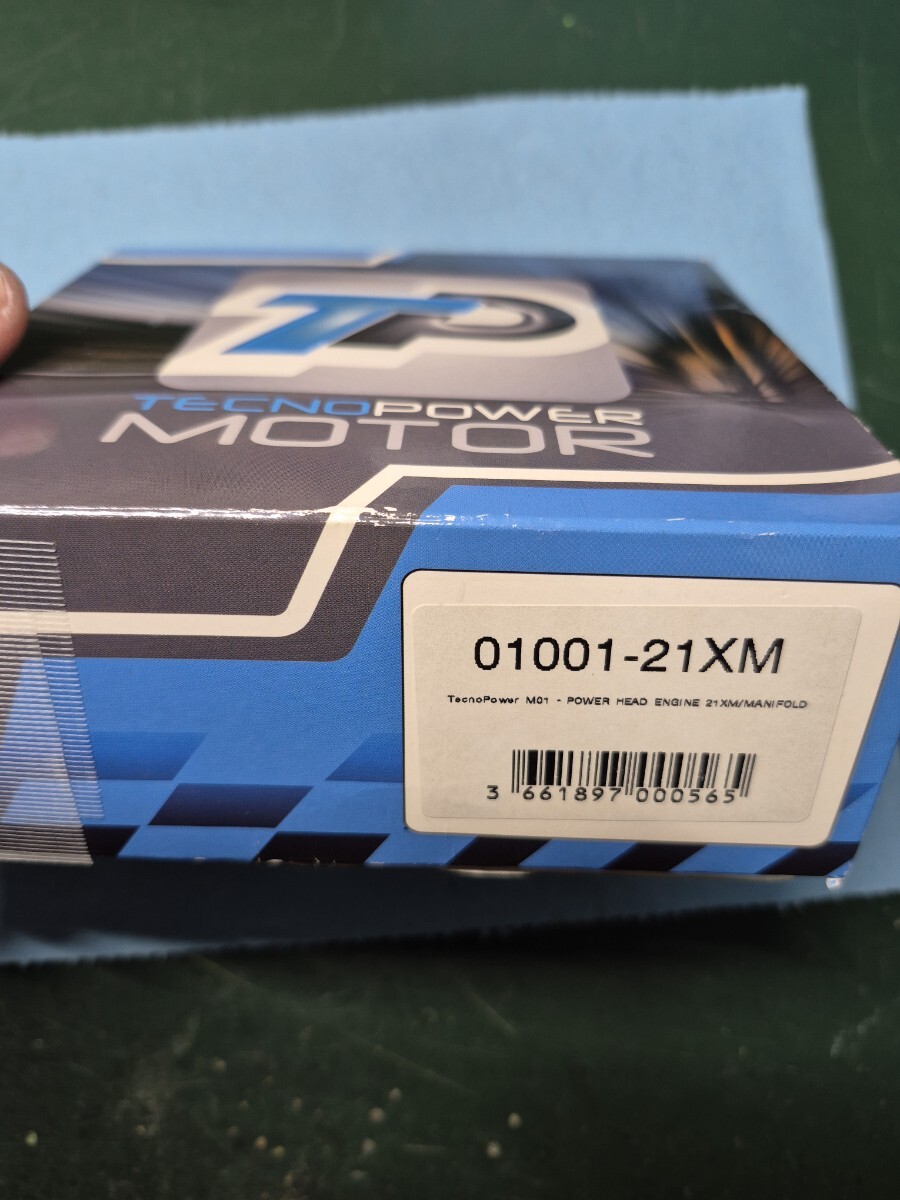 TP
TECNOPOWER
MOTOR
01001-21XM
TecnoPower M01 - POWER HEAD ENGINE 21XM/MANIFOLD
3 661897 000565